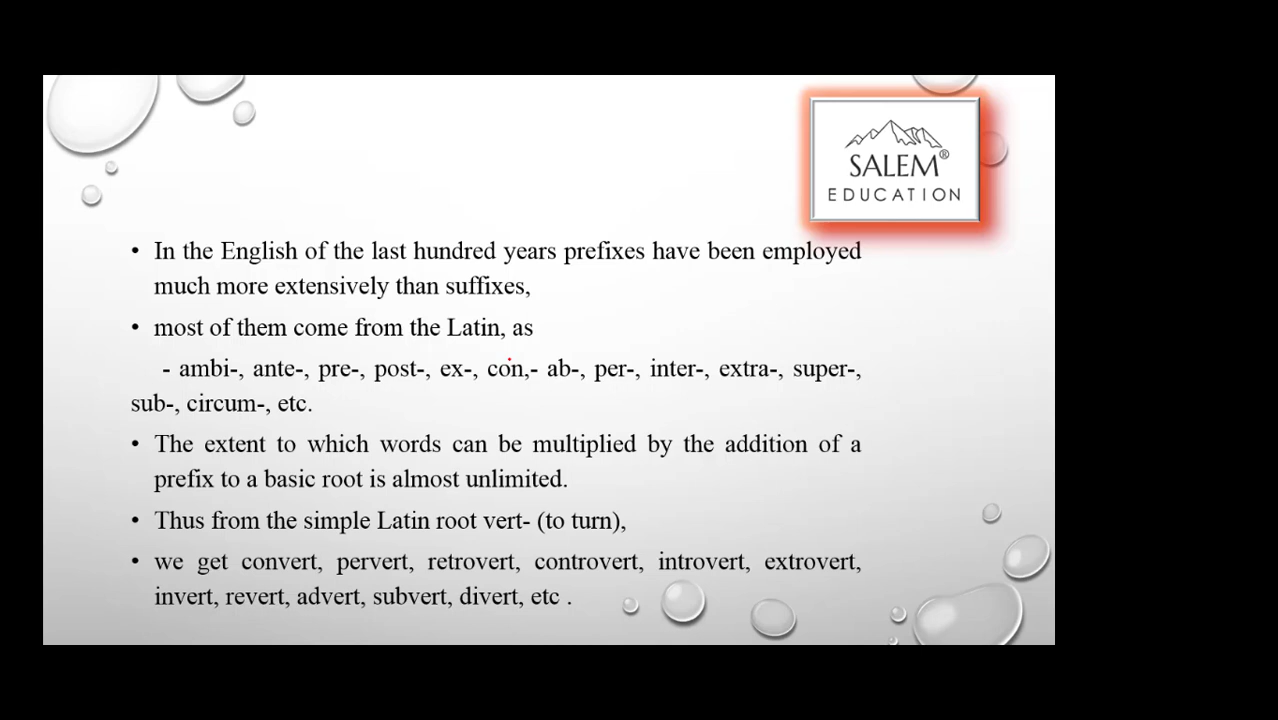 SALEM®
EDUCATION
• In the English of the last hundred years prefixes have been employed
much more extensively than suffixes,
• most of them come from the Latin, as
- ambi-, ante-, pre-, post-, ex-, con,- ab-, per-, inter-, extra-, super-,
sub-, circum-, etc.
• The extent to which words can be multiplied by the addition of a
prefix to a basic root is almost unlimited.
• Thus from the simple Latin root vert- (to turn),
• we get convert, pervert, retrovert, controvert, introvert, extrovert,
invert, revert, advert, subvert, divert, etc .